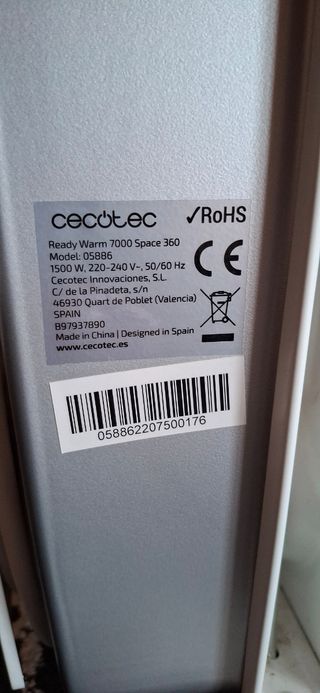 cecotec ✓RoHS
Ready Warm 7000 Space 360
Model: 05886
1500 W, 220-240 V~, 50/60 Hz
Cecotec Innovaciones, S.L.
C/ de la Pinadeta, s/n
46930 Quart de Poblet (Valencia)
SPAIN
B97937890
Made in China | Designed in Spain
www.cecotec.es
CE
058862207500176